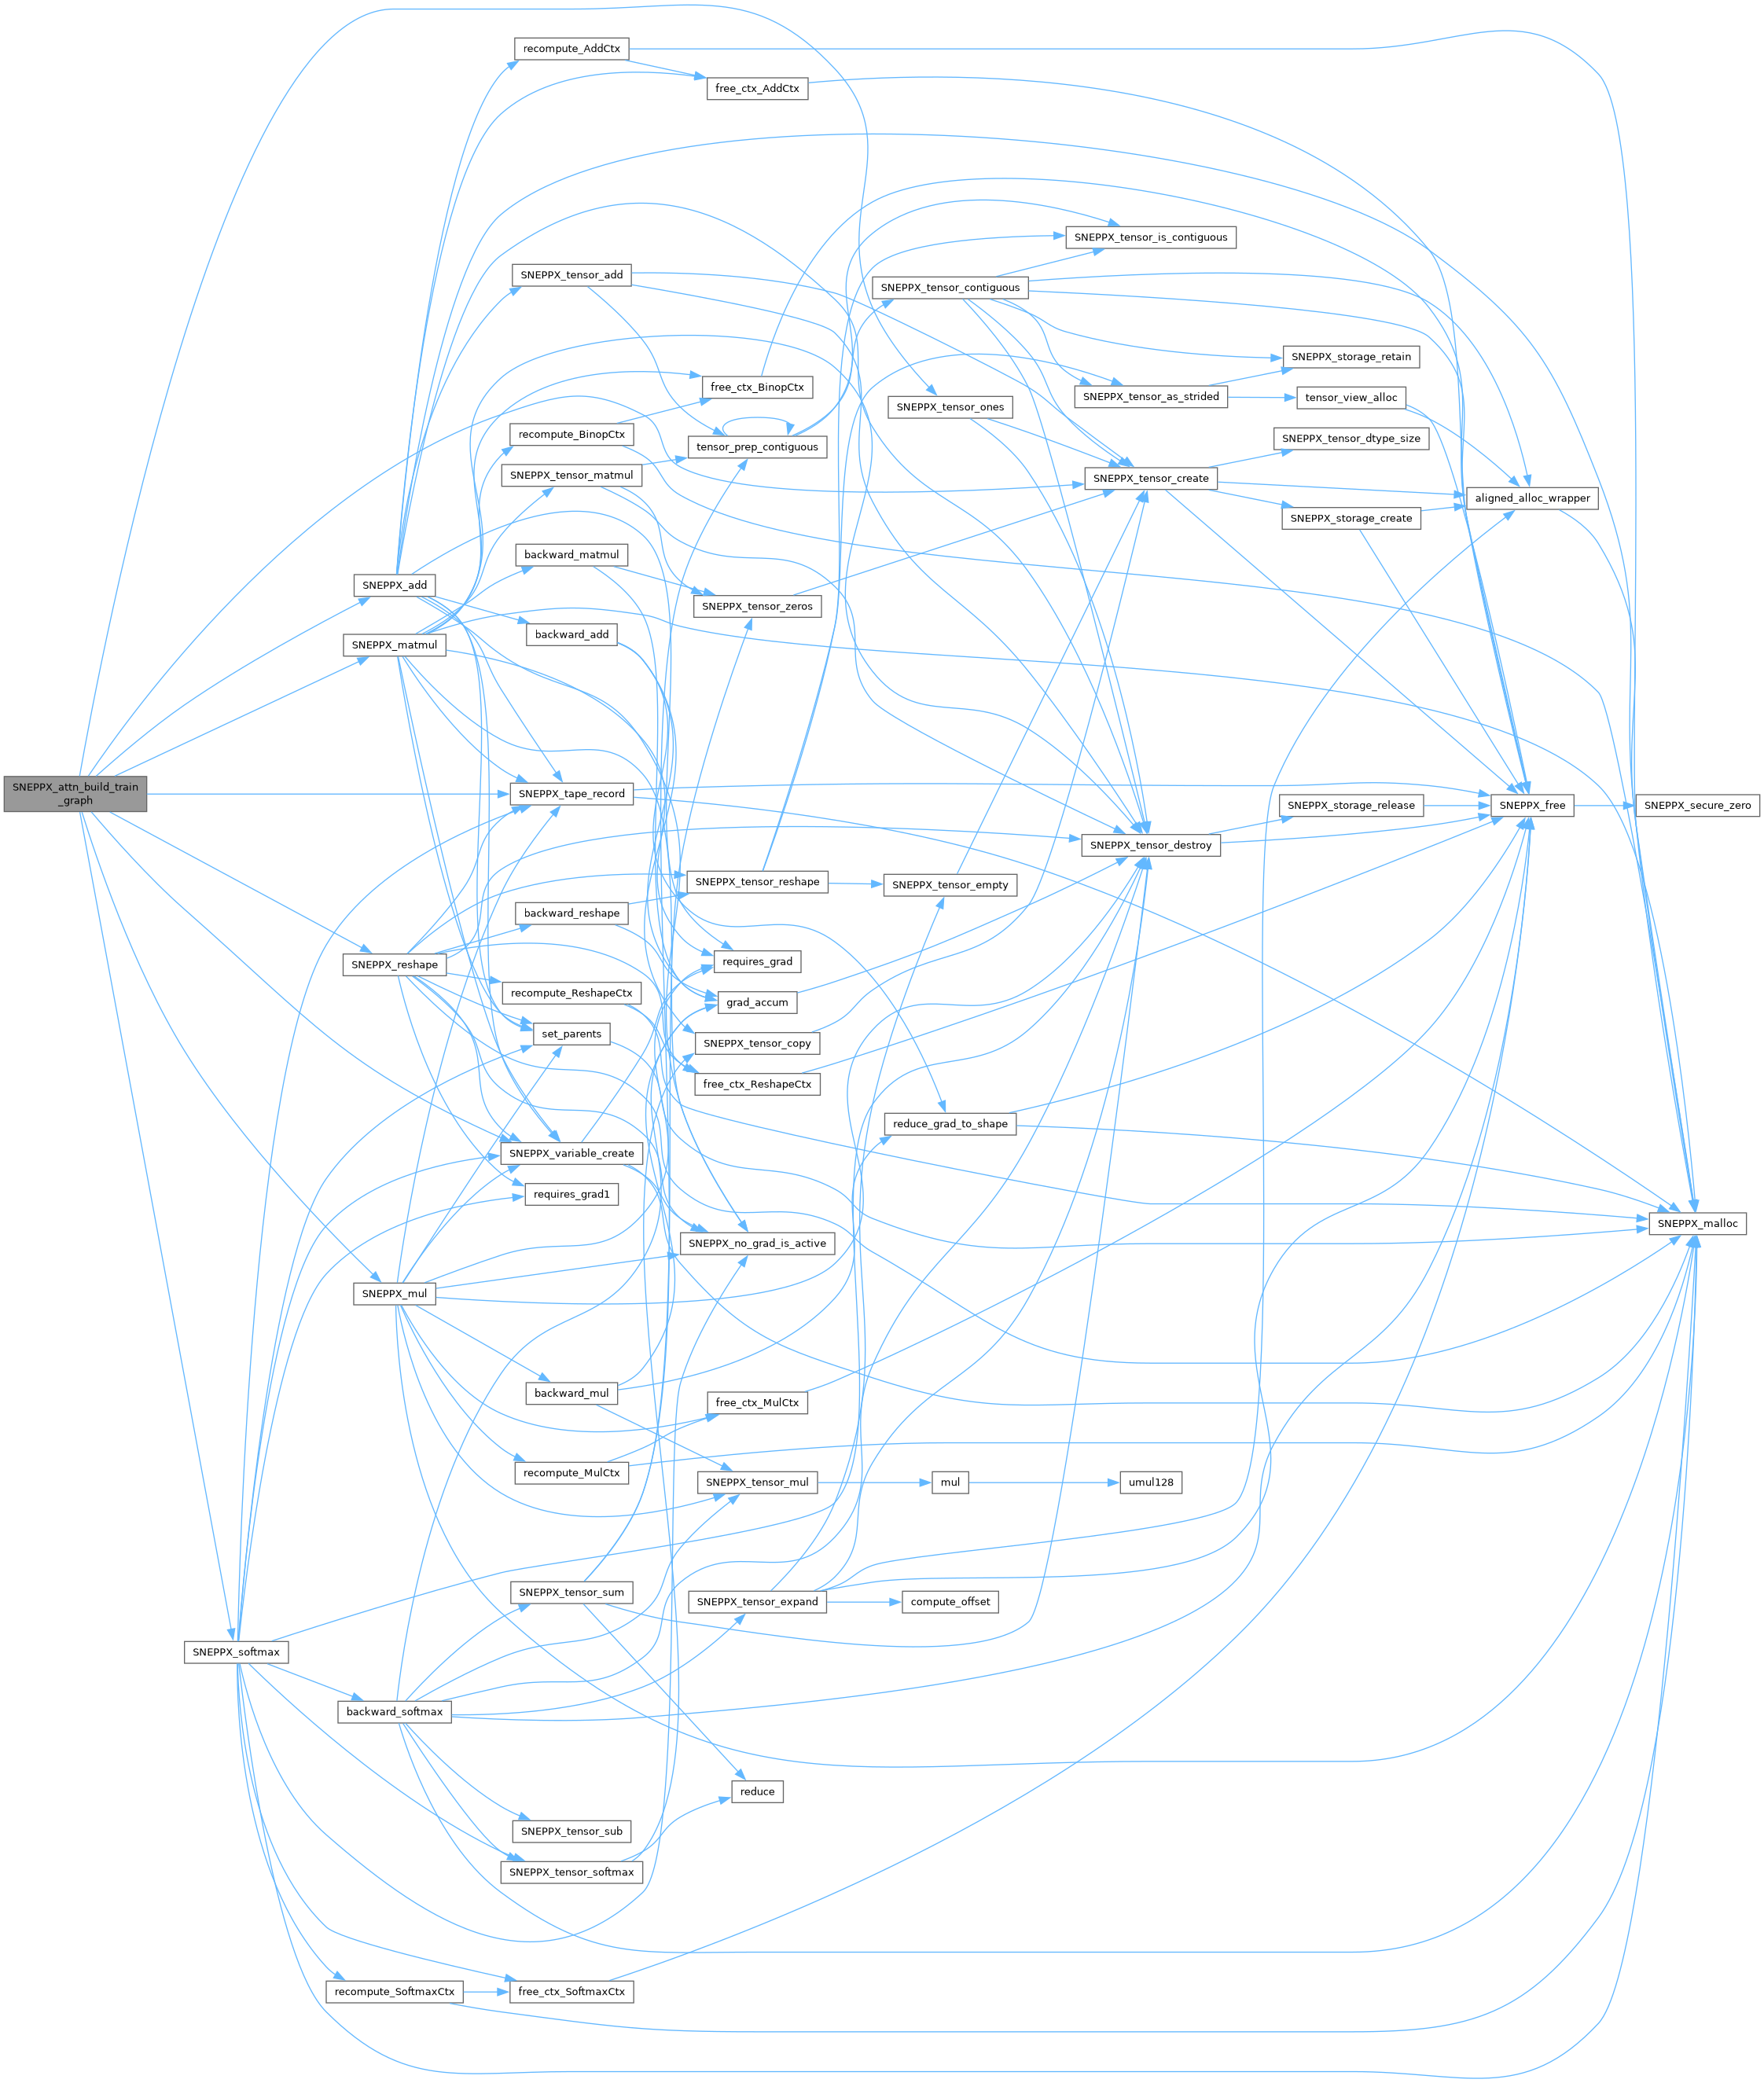 recompute_AddCtx
free_ctx_AddCtx
SNEPPX_tensor_is_contiguous
SNEPPX_tensor_add
SNEPPX_tensor_contiguous
SNEPPX_storage_retain
free_ctx_BinopCtx
SNEPPX_tensor_as_strided
tensor_view_alloc
SNEPPX_tensor_ones
recompute_BinopCtx
SNEPPX_tensor_dtype_size
tensor_prep_contiguous
SNEPPX_tensor_matmul
SNEPPX_tensor_create
aligned_alloc_wrapper
SNEPPX_storage_create
backward_matmul
SNEPPX_add
SNEPPX_tensor_zeros
backward_add
SNEPPX_matmul
SNEPPX_attn_build_train
_graph
SNEPPX_tape_record
SNEPPX_storage_release
SNEPPX_free
SNEPPX_secure_zero
SNEPPX_tensor_destroy
SNEPPX_tensor_reshape
SNEPPX_tensor_empty
backward_reshape
requires_grad
SNEPPX_reshape
recompute_ReshapeCtx
grad_accum
set_parents
SNEPPX_tensor_copy
free_ctx_ReshapeCtx
reduce_grad_to_shape
SNEPPX_variable_create
requires_grad1
SNEPPX_malloc
SNEPPX_no_grad_is_active
SNEPPX_mul
backward_mul
free_ctx_MulCtx
recompute_MulCtx
SNEPPX_tensor_mul
mul
umul128
SNEPPX_tensor_sum
SNEPPX_tensor_expand
compute_offset
SNEPPX_softmax
backward_softmax
reduce
SNEPPX_tensor_sub
SNEPPX_tensor_softmax
recompute_SoftmaxCtx
free_ctx_SoftmaxCtx